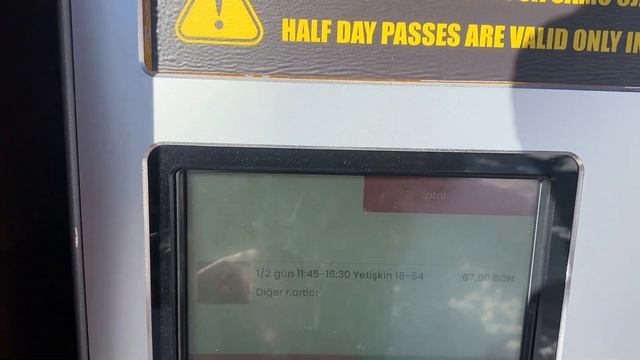 HALF DAY PASSES ARE VALID ONLY IN
İptal
1/2 gün 11:45-16:30 Yetişkin 18-64
67,00 BGN
Diğer Kartlar